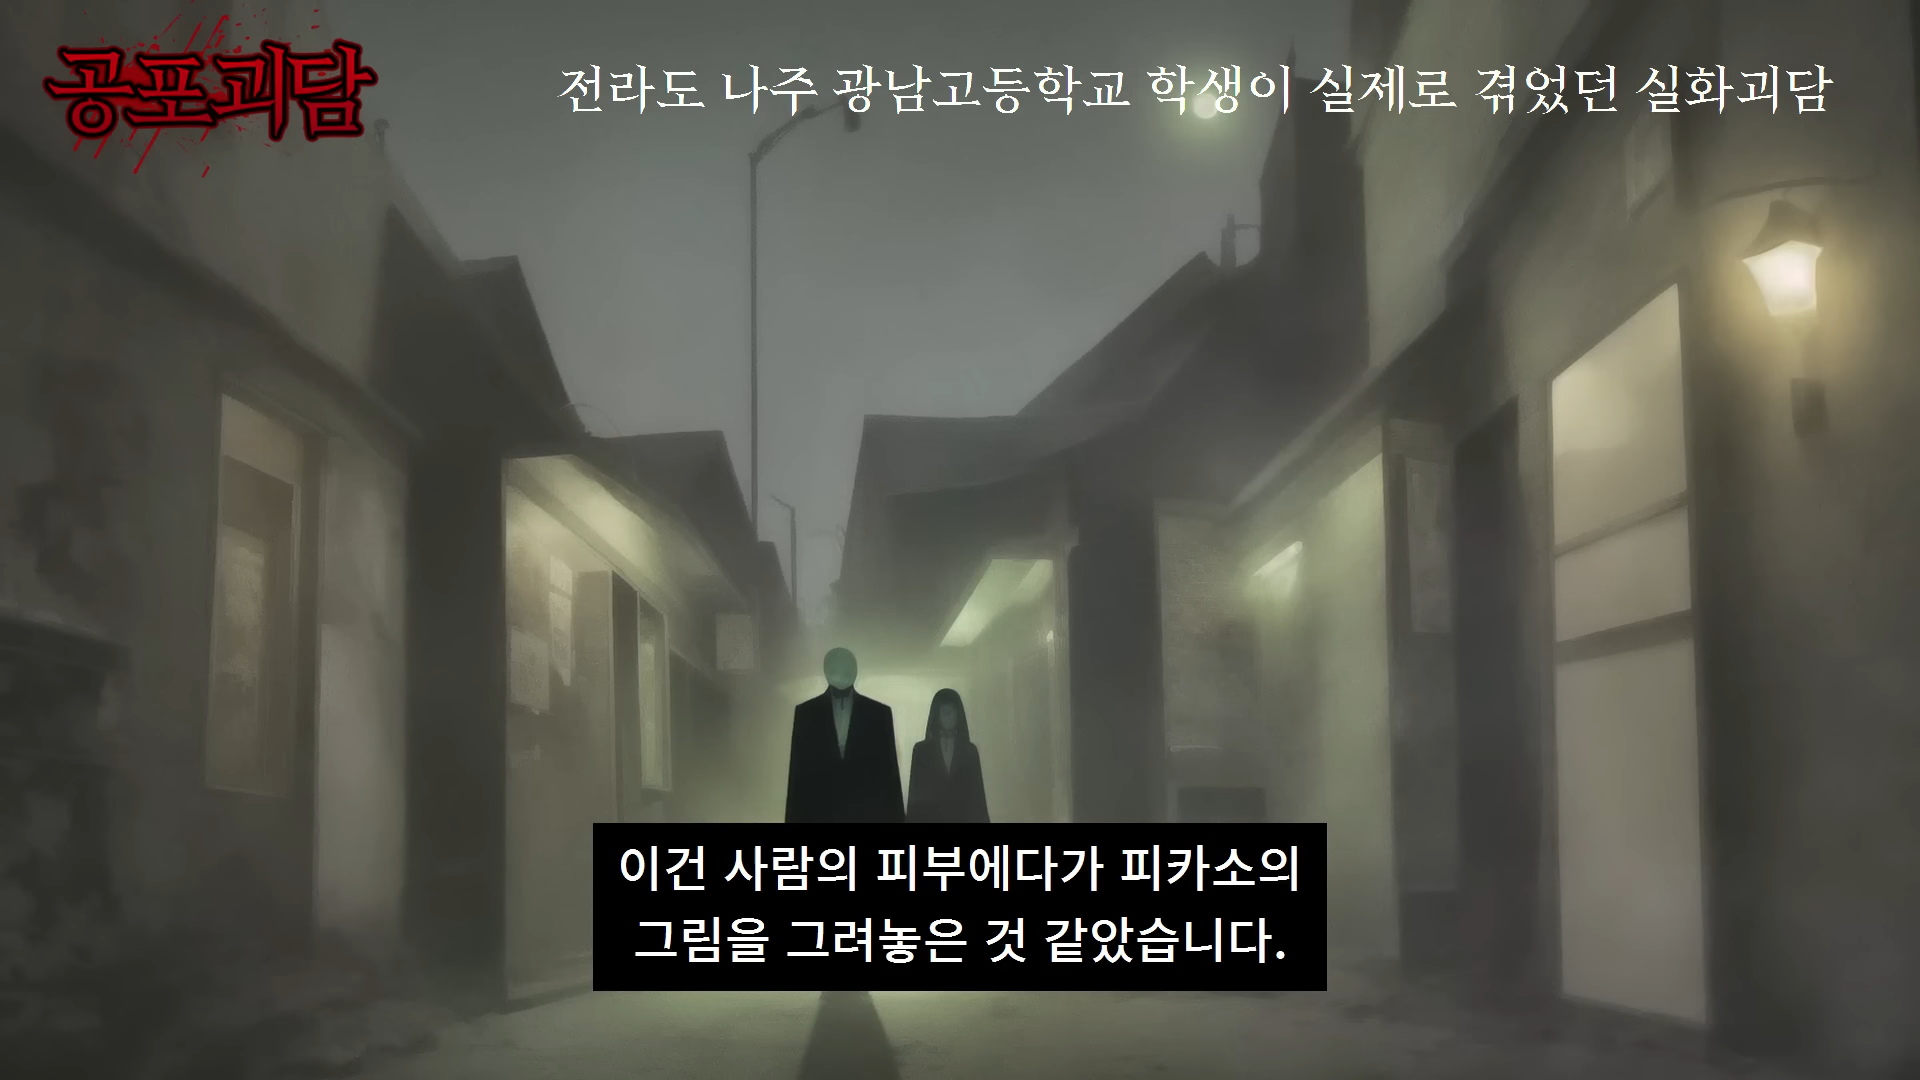 공포괴담
전라도 나주 광남고등학교 학생이 실제로 겪었던 실화괴담
이건 사람의 피부에다가 피카소의
그림을 그려놓은 것 같았습니다.